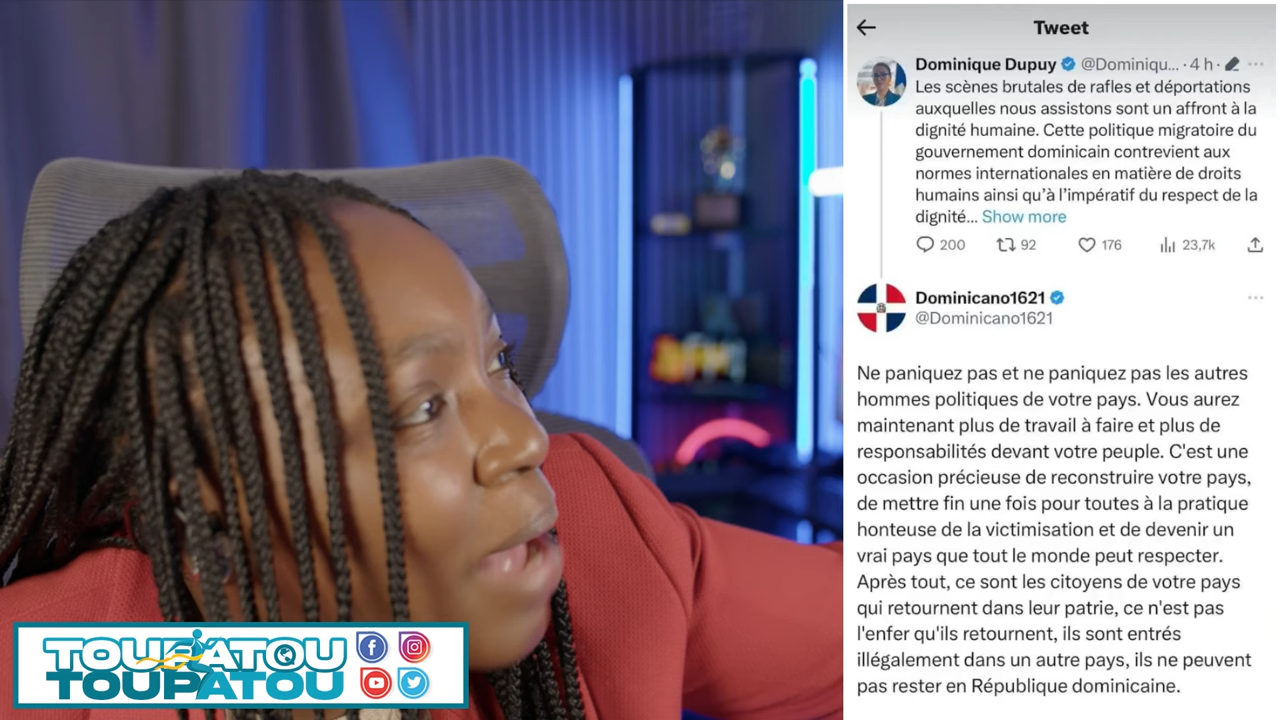 TOUPATOU
TOUPATOU
Tweet
Dominique Dupuy @Dominiqu... · 4 h ·
Les scènes brutales de rafles et déportations
auxquelles nous assistons sont un affront à la
dignité humaine. Cette politique migratoire du
gouvernement dominicain contrevient aux
normes internationales en matière de droits
humains ainsi qu'à l'impératif du respect de la
dignité... Show more
200 92 176 23,7k
Dominicano1621
@Dominicano1621
Ne paniquez pas et ne paniquez pas les autres
hommes politiques de votre pays. Vous aurez
maintenant plus de travail à faire et plus de
responsabilités devant votre peuple. C'est une
occasion précieuse de reconstruire votre pays,
de mettre fin une fois pour toutes à la pratique
honteuse de la victimisation et de devenir un
vrai pays que tout le monde peut respecter.
Après tout, ce sont les citoyens de votre pays
qui retournent dans leur patrie, ce n'est pas
l'enfer qu'ils retournent, ils sont entrés
illégalement dans un autre pays, ils ne peuvent
pas rester en République dominicaine.